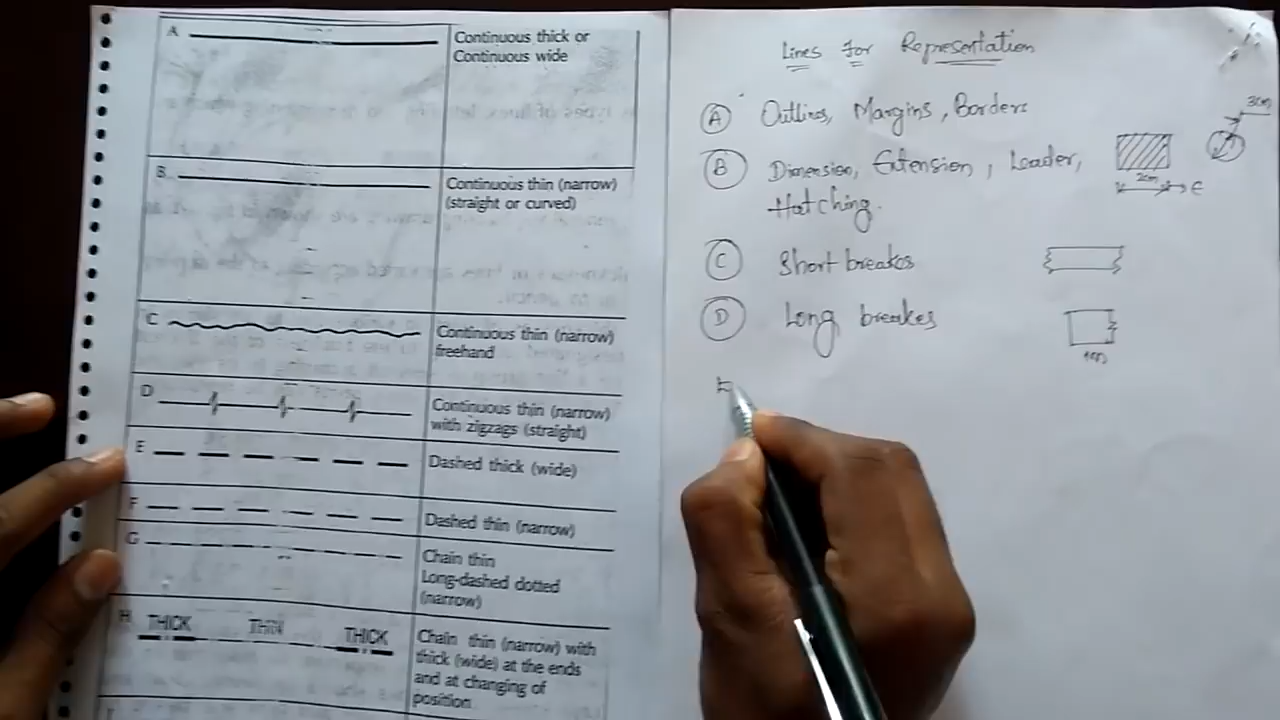 A
Continuous thick or
Continuous wide
B.
Continuous thin (narrow)
(straight or curved)
C
Continuous thin (narrow)
freehand
D
Continuous thin (narrow)
with zigzags (straight)
E
Dashed thick (wide)
F
Dashed thin (narrow)
G
Chain thin
Long-dashed dotted
(narrow)
H THICK THIN THICK
Chain thin (narrow) with
thick (wide) at the ends
and at changing of
position
Lines for Representation
A Outlines, Margins, Borders
B Dimension, Extension, Leader,
Hatching.
C Short breakes
D Long breakes
E
3cm
2cm
E